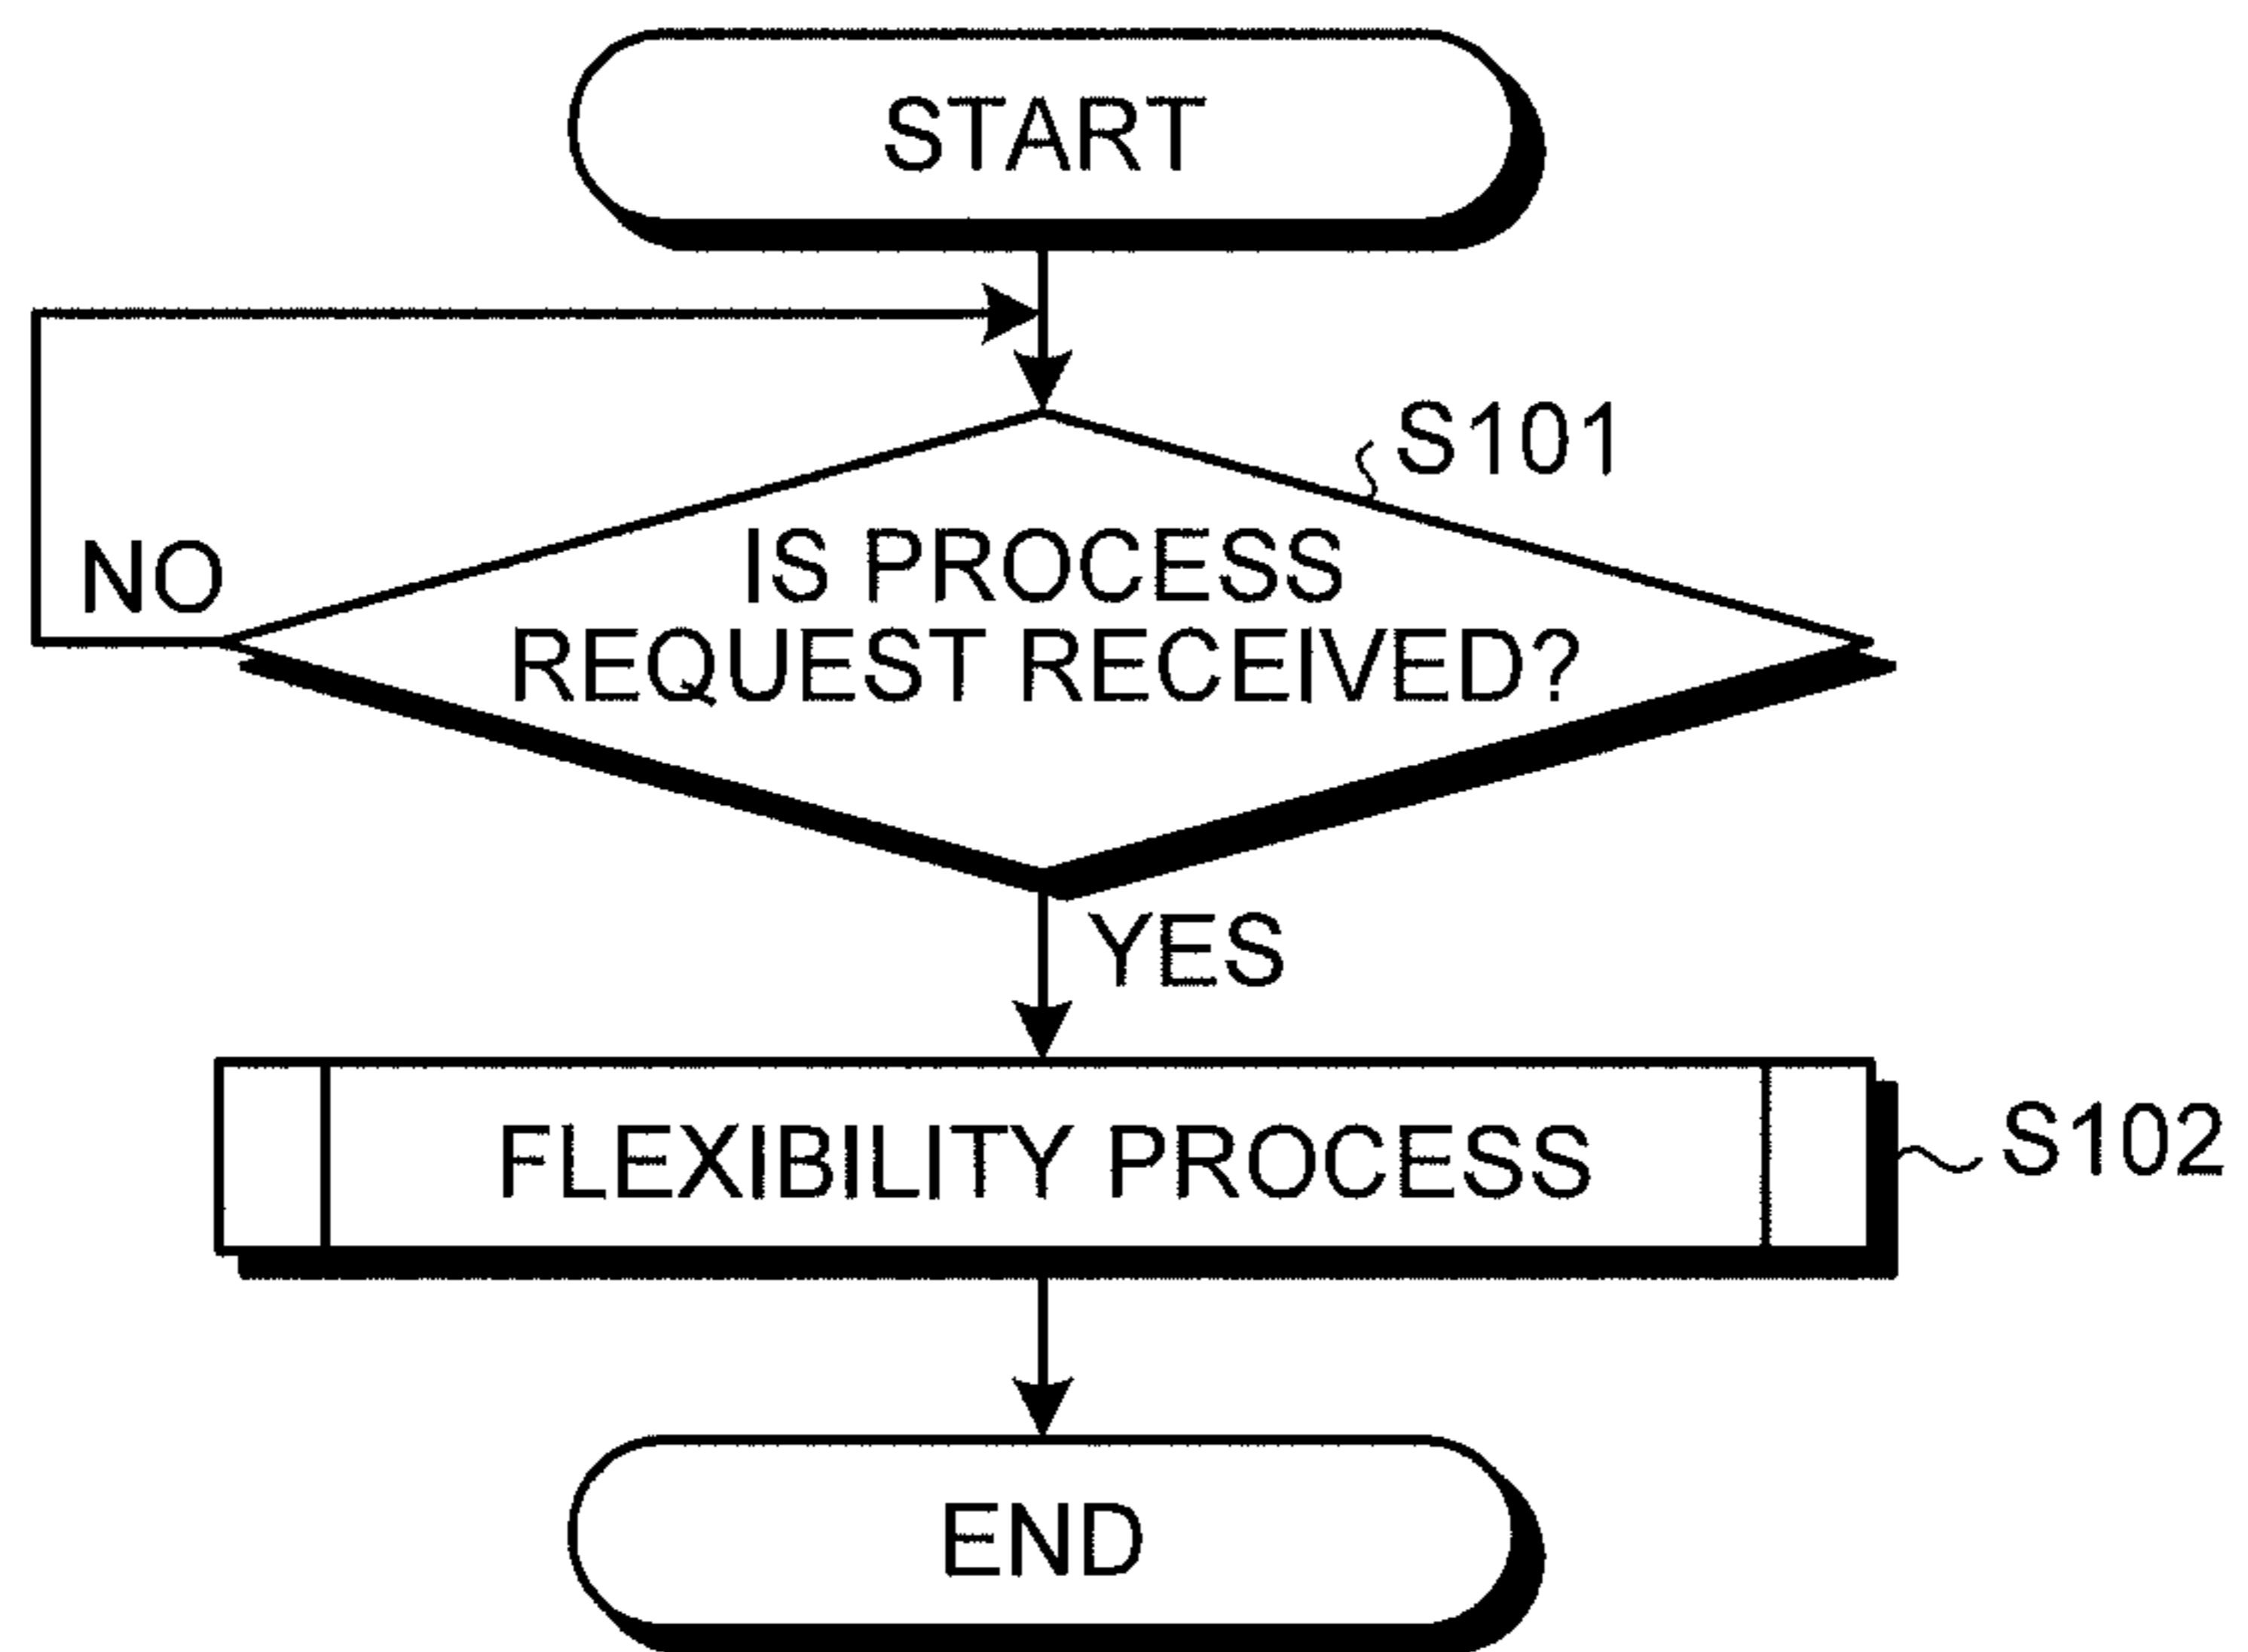 START
S101
NO
IS PROCESS
REQUEST RECEIVED?
YES
FLEXIBILITY PROCESS
S102
END